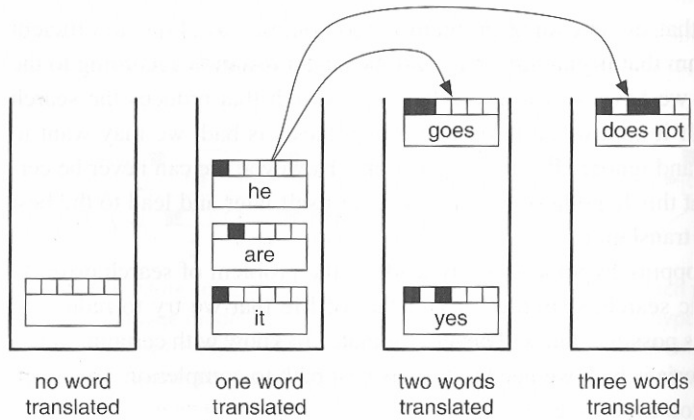 goes
does not
he
are
it
yes
no word one word two words three words
translated translated translated translated